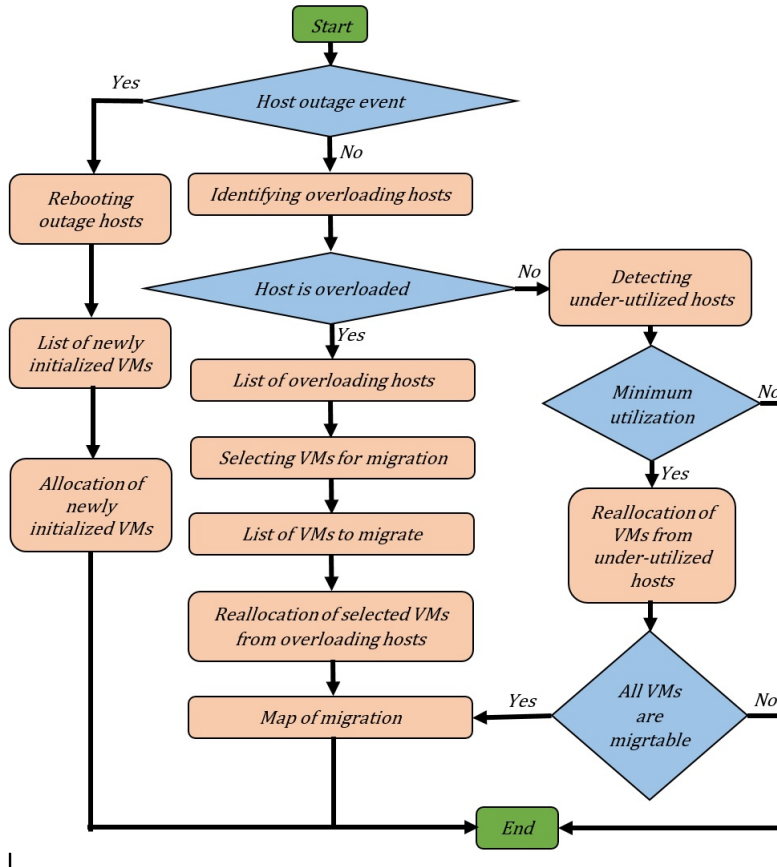 Start
Yes
Host outage event
No
Rebooting
outage hosts
Identifying overloading hosts
Host is overloaded
No
Detecting
under-utilized hosts
Yes
List of newly
initialized VMs
List of overloading hosts
Minimum
utilization
No
Selecting VMs for migration
Yes
Allocation of
newly
initialized VMs
List of VMs to migrate
Reallocation of
VMs from
under-utilized
hosts
Reallocation of selected VMs
from overloading hosts
Map of migration
Yes
All VMs
are
migrtable
No
End